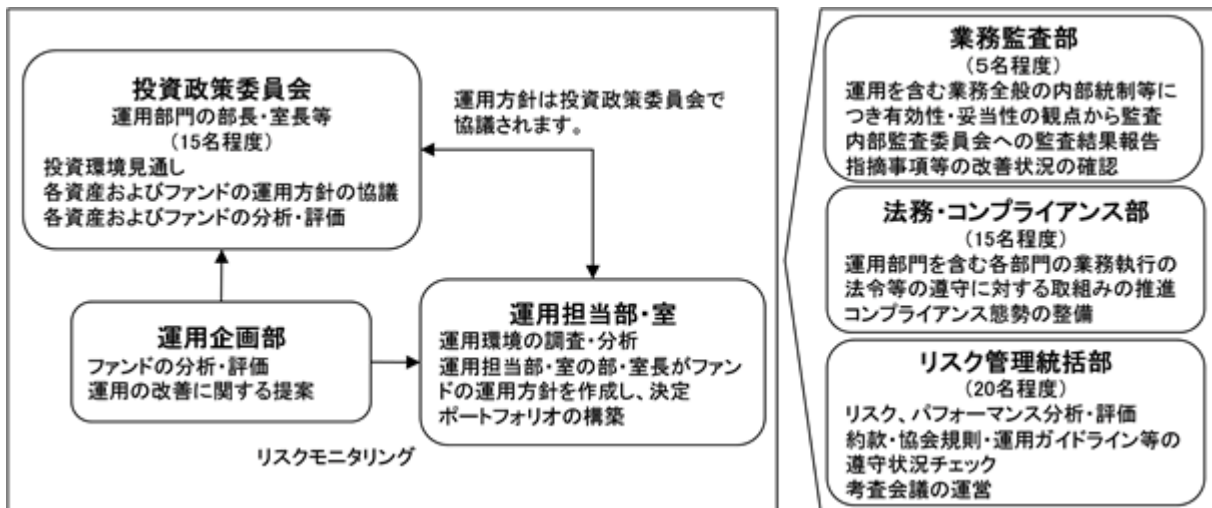 投資政策委員会
運用部門の部長・室長等
(15名程度)
投資環境見通し
各資産およびファンドの運用方針の協議
各資産およびファンドの分析・評価
運用方針は投資政策委員会で
協議されます。
運用企画部
ファンドの分析・評価
運用の改善に関する提案
運用担当部・室
運用環境の調査・分析
運用担当部・室の部・室長がファン
ドの運用方針を作成し、決定
ポートフォリオの構築
リスクモニタリング
業務監査部
(5名程度)
運用を含む業務全般の内部統制等に
つき有効性・妥当性の観点から監査
内部監査委員会への監査結果報告
指摘事項等の改善状況の確認
法務・コンプライアンス部
(15名程度)
運用部門を含む各部門の業務執行の
法令等の遵守に対する取組みの推進
コンプライアンス態勢の整備
リスク管理統括部
(20名程度)
リスク、パフォーマンス分析・評価
約款・協会規則・運用ガイドライン等の
遵守状況チェック
考査会議の運営